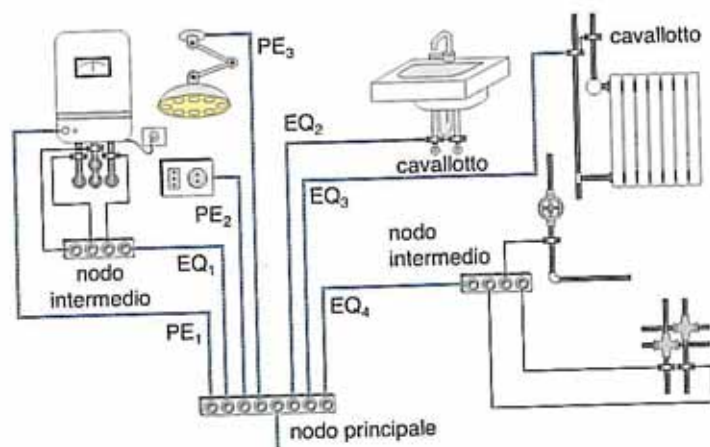 PE3
cavallotto
EQ2
cavallotto
EQ3
PE2
nodo
intermedio
EQ1
nodo
intermedio
EQ4
PE1
nodo principale